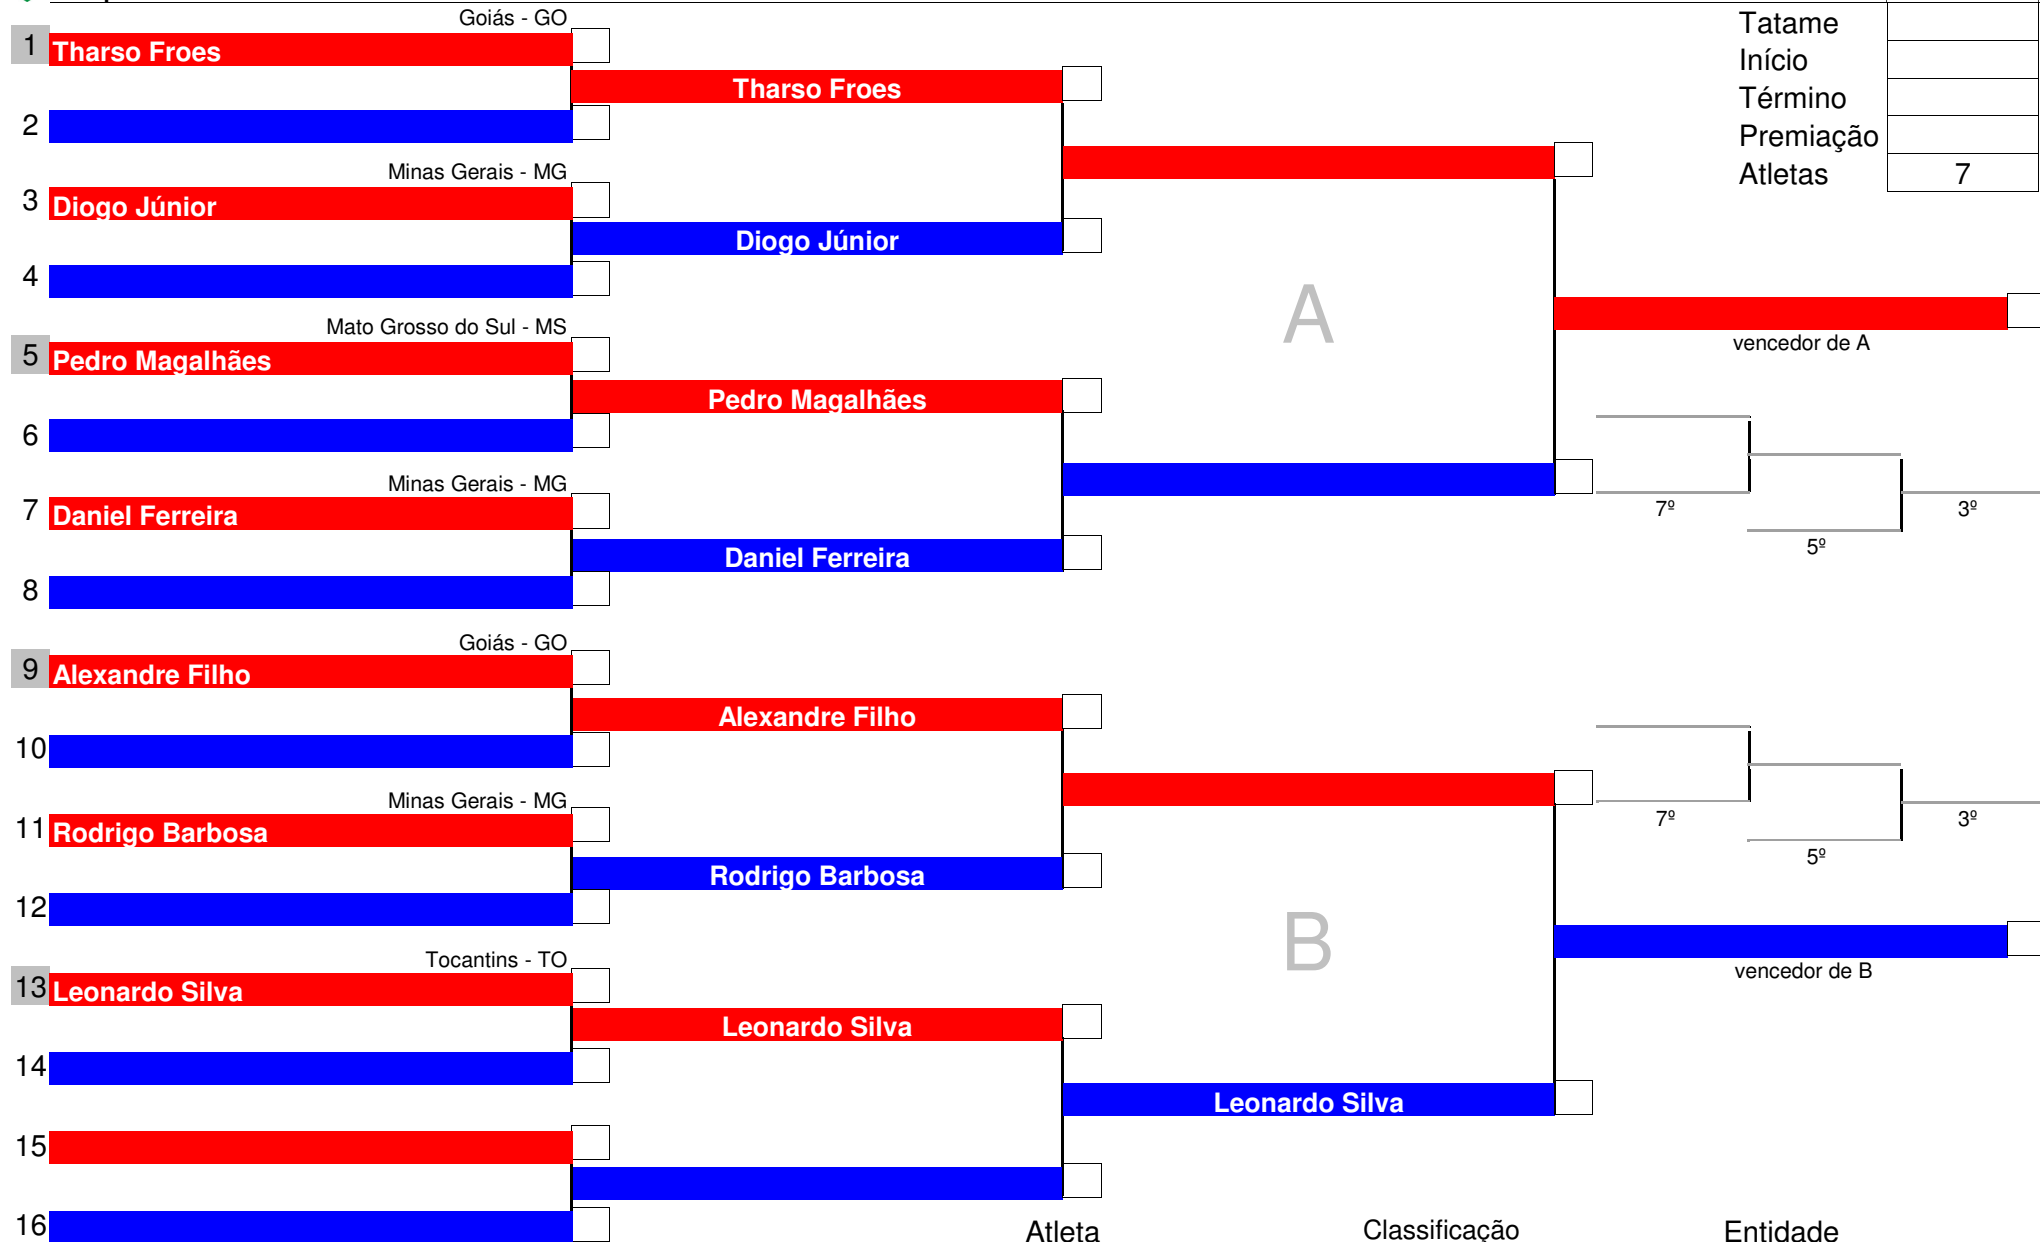 Goiás - GO
Tatame
1 Tharso Froes
Início
Tharso Froes
Término
2
Premiação
Minas Gerais - MG
Atletas 7
3 Diogo Júnior
Diogo Júnior
4
A
Mato Grosso do Sul - MS
vencedor de A
5 Pedro Magalhães
Pedro Magalhães
6
Minas Gerais - MG
7 Daniel Ferreira
7º
3º
5º
Daniel Ferreira
8
Goiás - GO
9 Alexandre Filho
Alexandre Filho
10
Minas Gerais - MG
7º
3º
11 Rodrigo Barbosa
5º
Rodrigo Barbosa
12
B
Tocantins - TO
vencedor de B
13 Leonardo Silva
Leonardo Silva
14
Leonardo Silva
15
16
Atleta Classificação Entidade